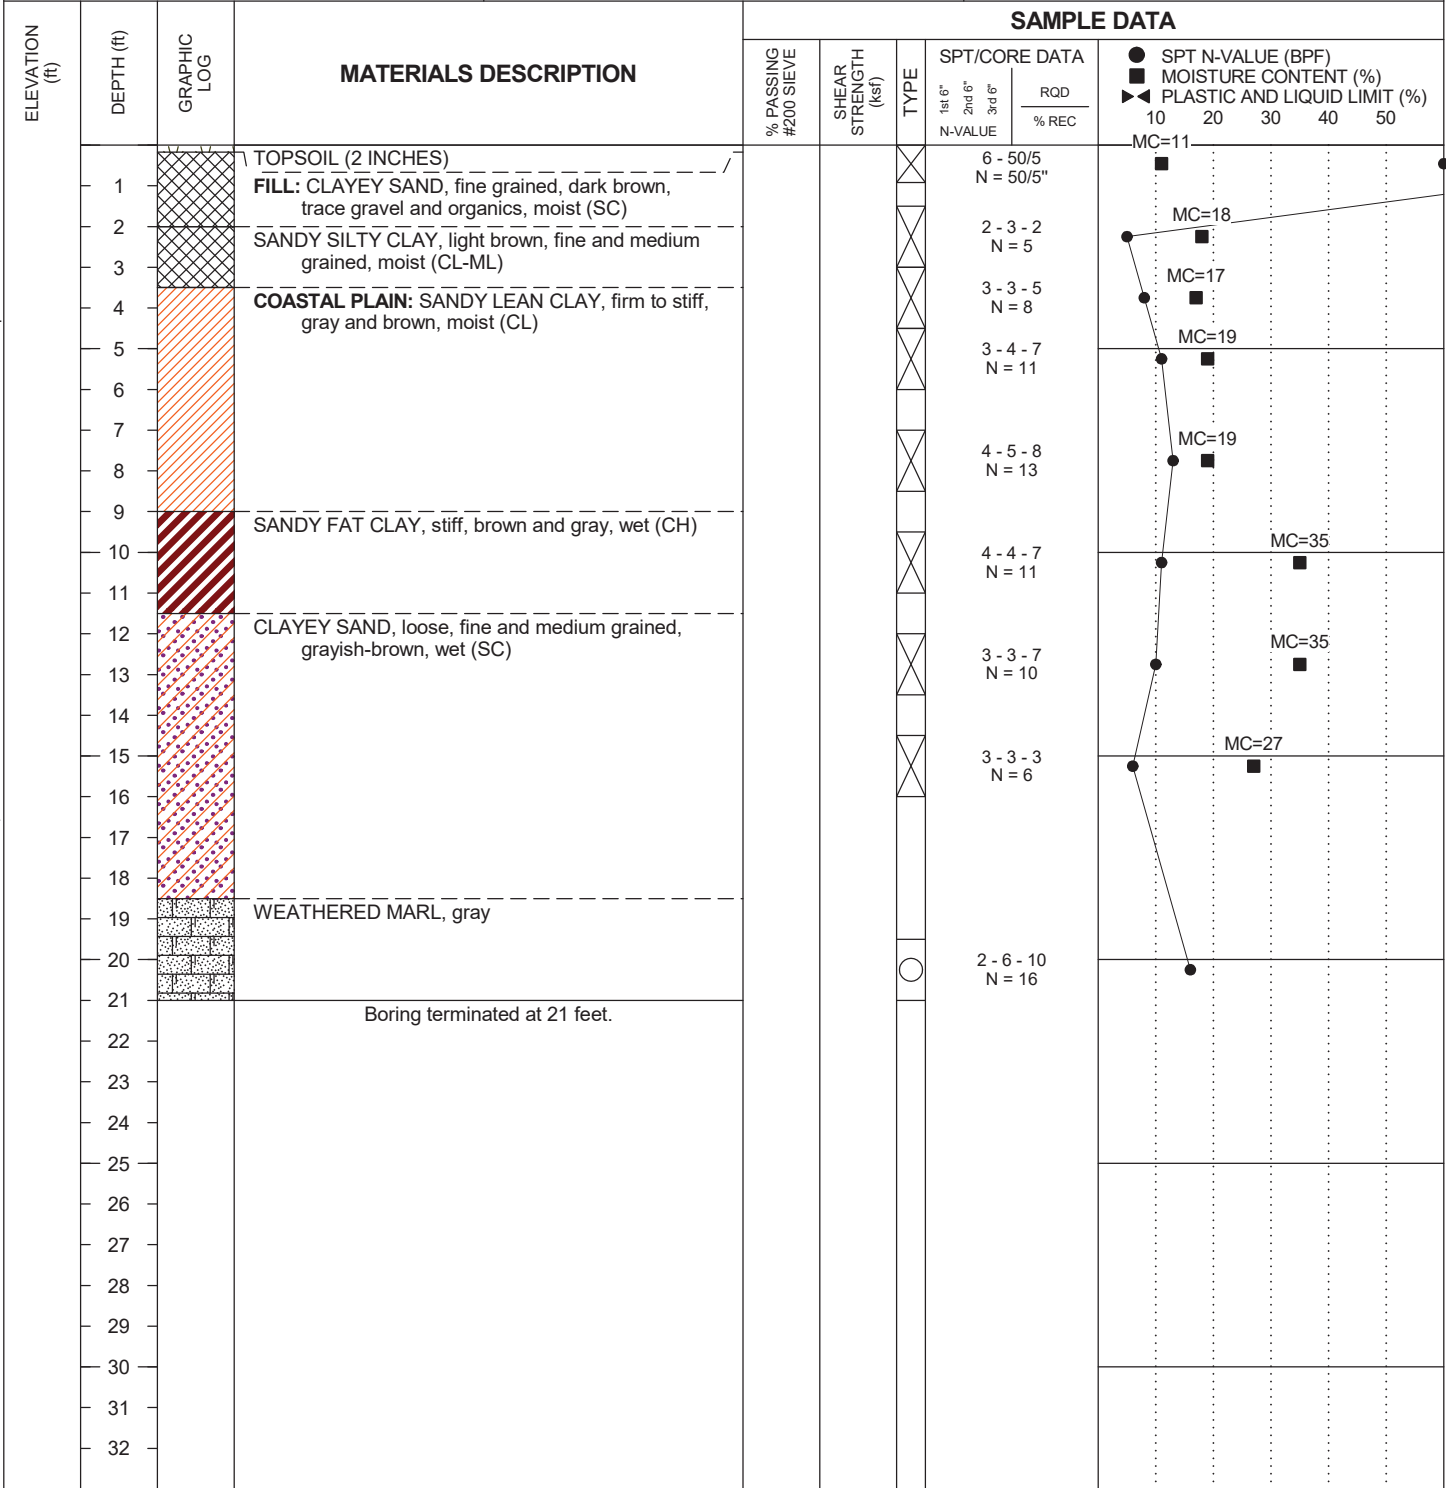 ELEVATION
(ft)
DEPTH (ft)
GRAPHIC
LOG
MATERIALS DESCRIPTION
SAMPLE DATA
% PASSING
#200 SIEVE
SHEAR
STRENGTH
(ksf)
TYPE
SPT/CORE DATA
1st 6"
2nd 6"
3rd 6"
N-VALUE
RQD
% REC
SPT N-VALUE (BPF)
MOISTURE CONTENT (%)
PLASTIC AND LIQUID LIMIT (%)
10 20 30 40 50
TOPSOIL (2 INCHES)
FILL: CLAYEY SAND, fine grained, dark brown,
trace gravel and organics, moist (SC)
SANDY SILTY CLAY, light brown, fine and medium
grained, moist (CL-ML)
COASTAL PLAIN: SANDY LEAN CLAY, firm to stiff,
gray and brown, moist (CL)
SANDY FAT CLAY, stiff, brown and gray, wet (CH)
CLAYEY SAND, loose, fine and medium grained,
grayish-brown, wet (SC)
WEATHERED MARL, gray
Boring terminated at 21 feet.
1
2
3
4
5
6
7
8
9
10
11
12
13
14
15
16
17
18
19
20
21
22
23
24
25
26
27
28
29
30
31
32
6 - 50/5
N = 50/5"
2 - 3 - 2
N = 5
3 - 3 - 5
N = 8
3 - 4 - 7
N = 11
4 - 5 - 8
N = 13
4 - 4 - 7
N = 11
3 - 3 - 7
N = 10
3 - 3 - 3
N = 6
2 - 6 - 10
N = 16
MC=11
MC=18
MC=17
MC=19
MC=19
MC=35
MC=35
MC=27